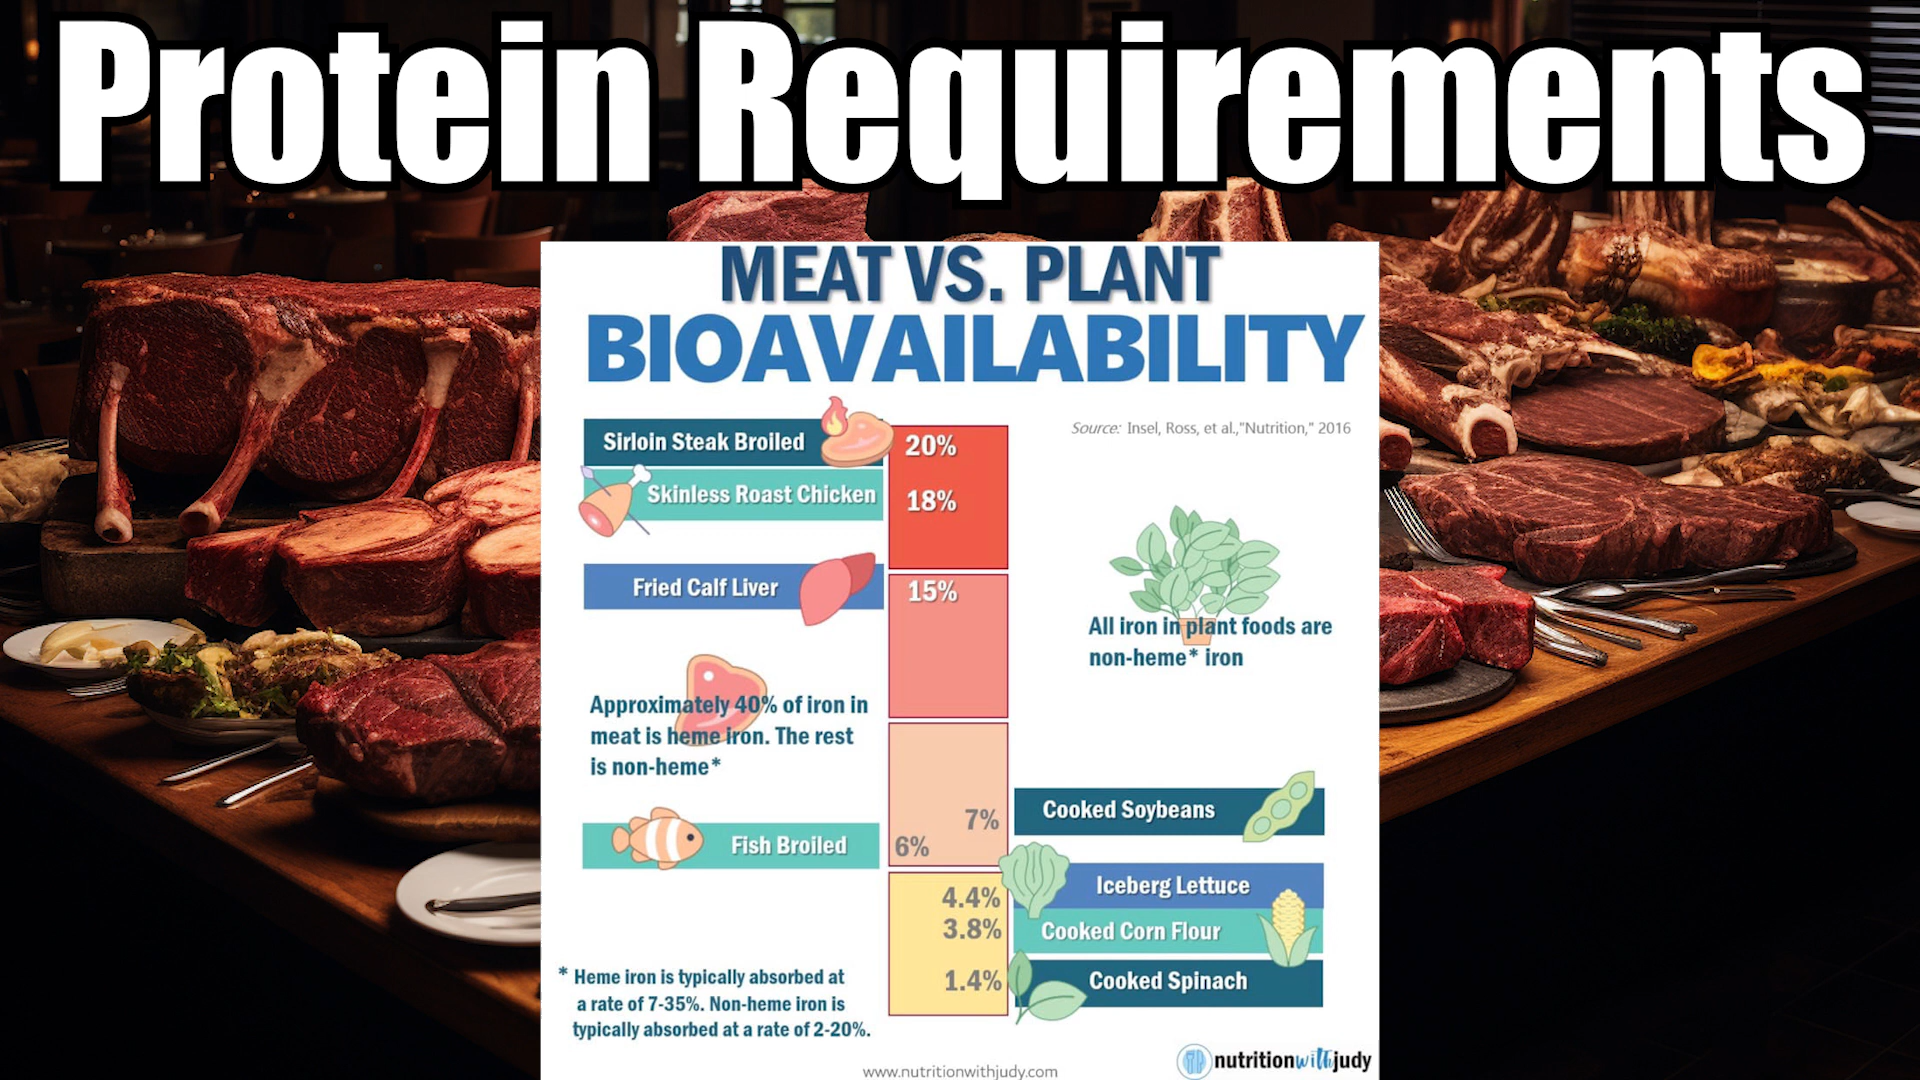 Protein Requirements
MEAT VS. PLANT
BIOAVAILABILITY
Source: Insel, Ross, et al.,"Nutrition," 2016
Sirloin Steak Broiled
20%
Skinless Roast Chicken
18%
Fried Calf Liver
15%
All iron in plant foods are
non-heme* iron
Approximately 40% of iron in
meat is heme iron. The rest
is non-heme*
7%
Cooked Soybeans
Fish Broiled
6%
4.4%
Iceberg Lettuce
3.8%
Cooked Corn Flour
1.4%
Cooked Spinach
* Heme iron is typically absorbed at
a rate of 7-35%. Non-heme iron is
typically absorbed at a rate of 2-20%.
www.nutritionwithjudy.com
nutritionwithjudy